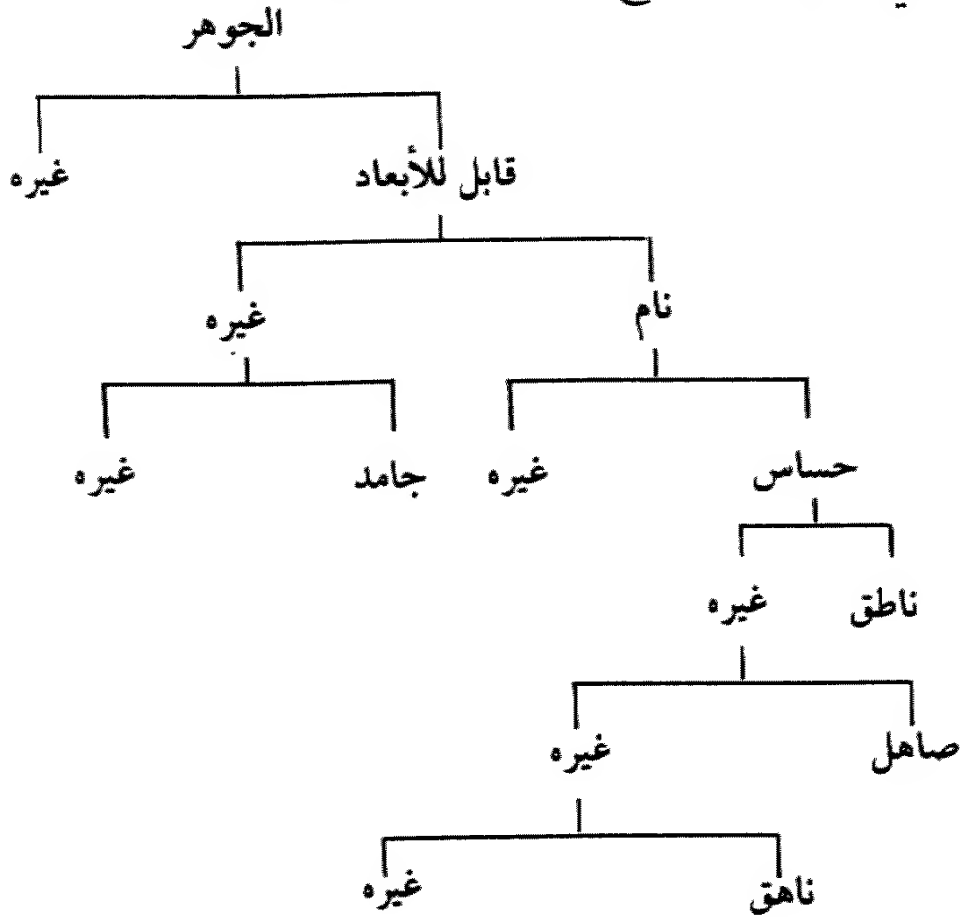 الجوهر
قابل للأبعاد غيره
نام غيره
حساس غيره جامد غيره
ناطق غيره
صاهل غيره
ناهق غيره